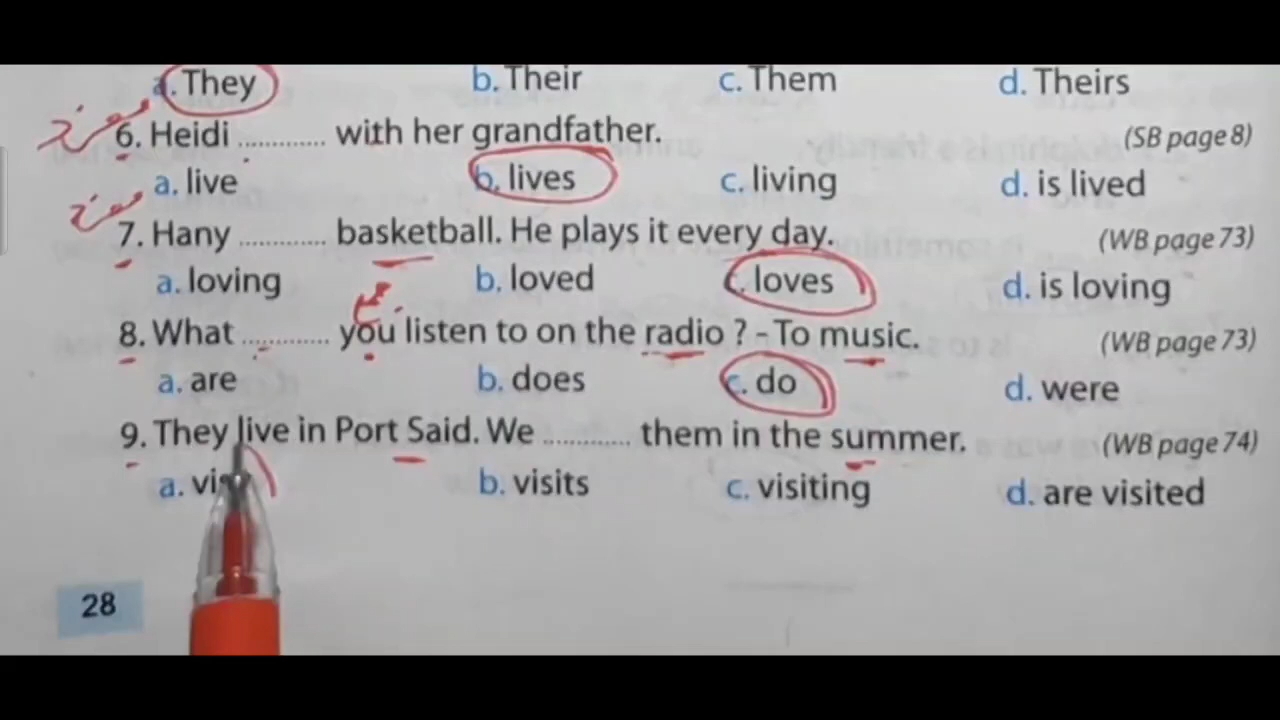 a. They b. Their c. Them d. Theirs
6. Heidi ............ with her grandfather. (SB page 8)
a. live b. lives c. living d. is lived
7. Hany ............ basketball. He plays it every day. (WB page 73)
a. loving b. loved c. loves d. is loving
8. What ............ you listen to on the radio ? - To music. (WB page 73)
a. are b. does c. do d. were
9. They live in Port Said. We ............ them in the summer. (WB page 74)
a. b. visits c. visiting d. are visited
28